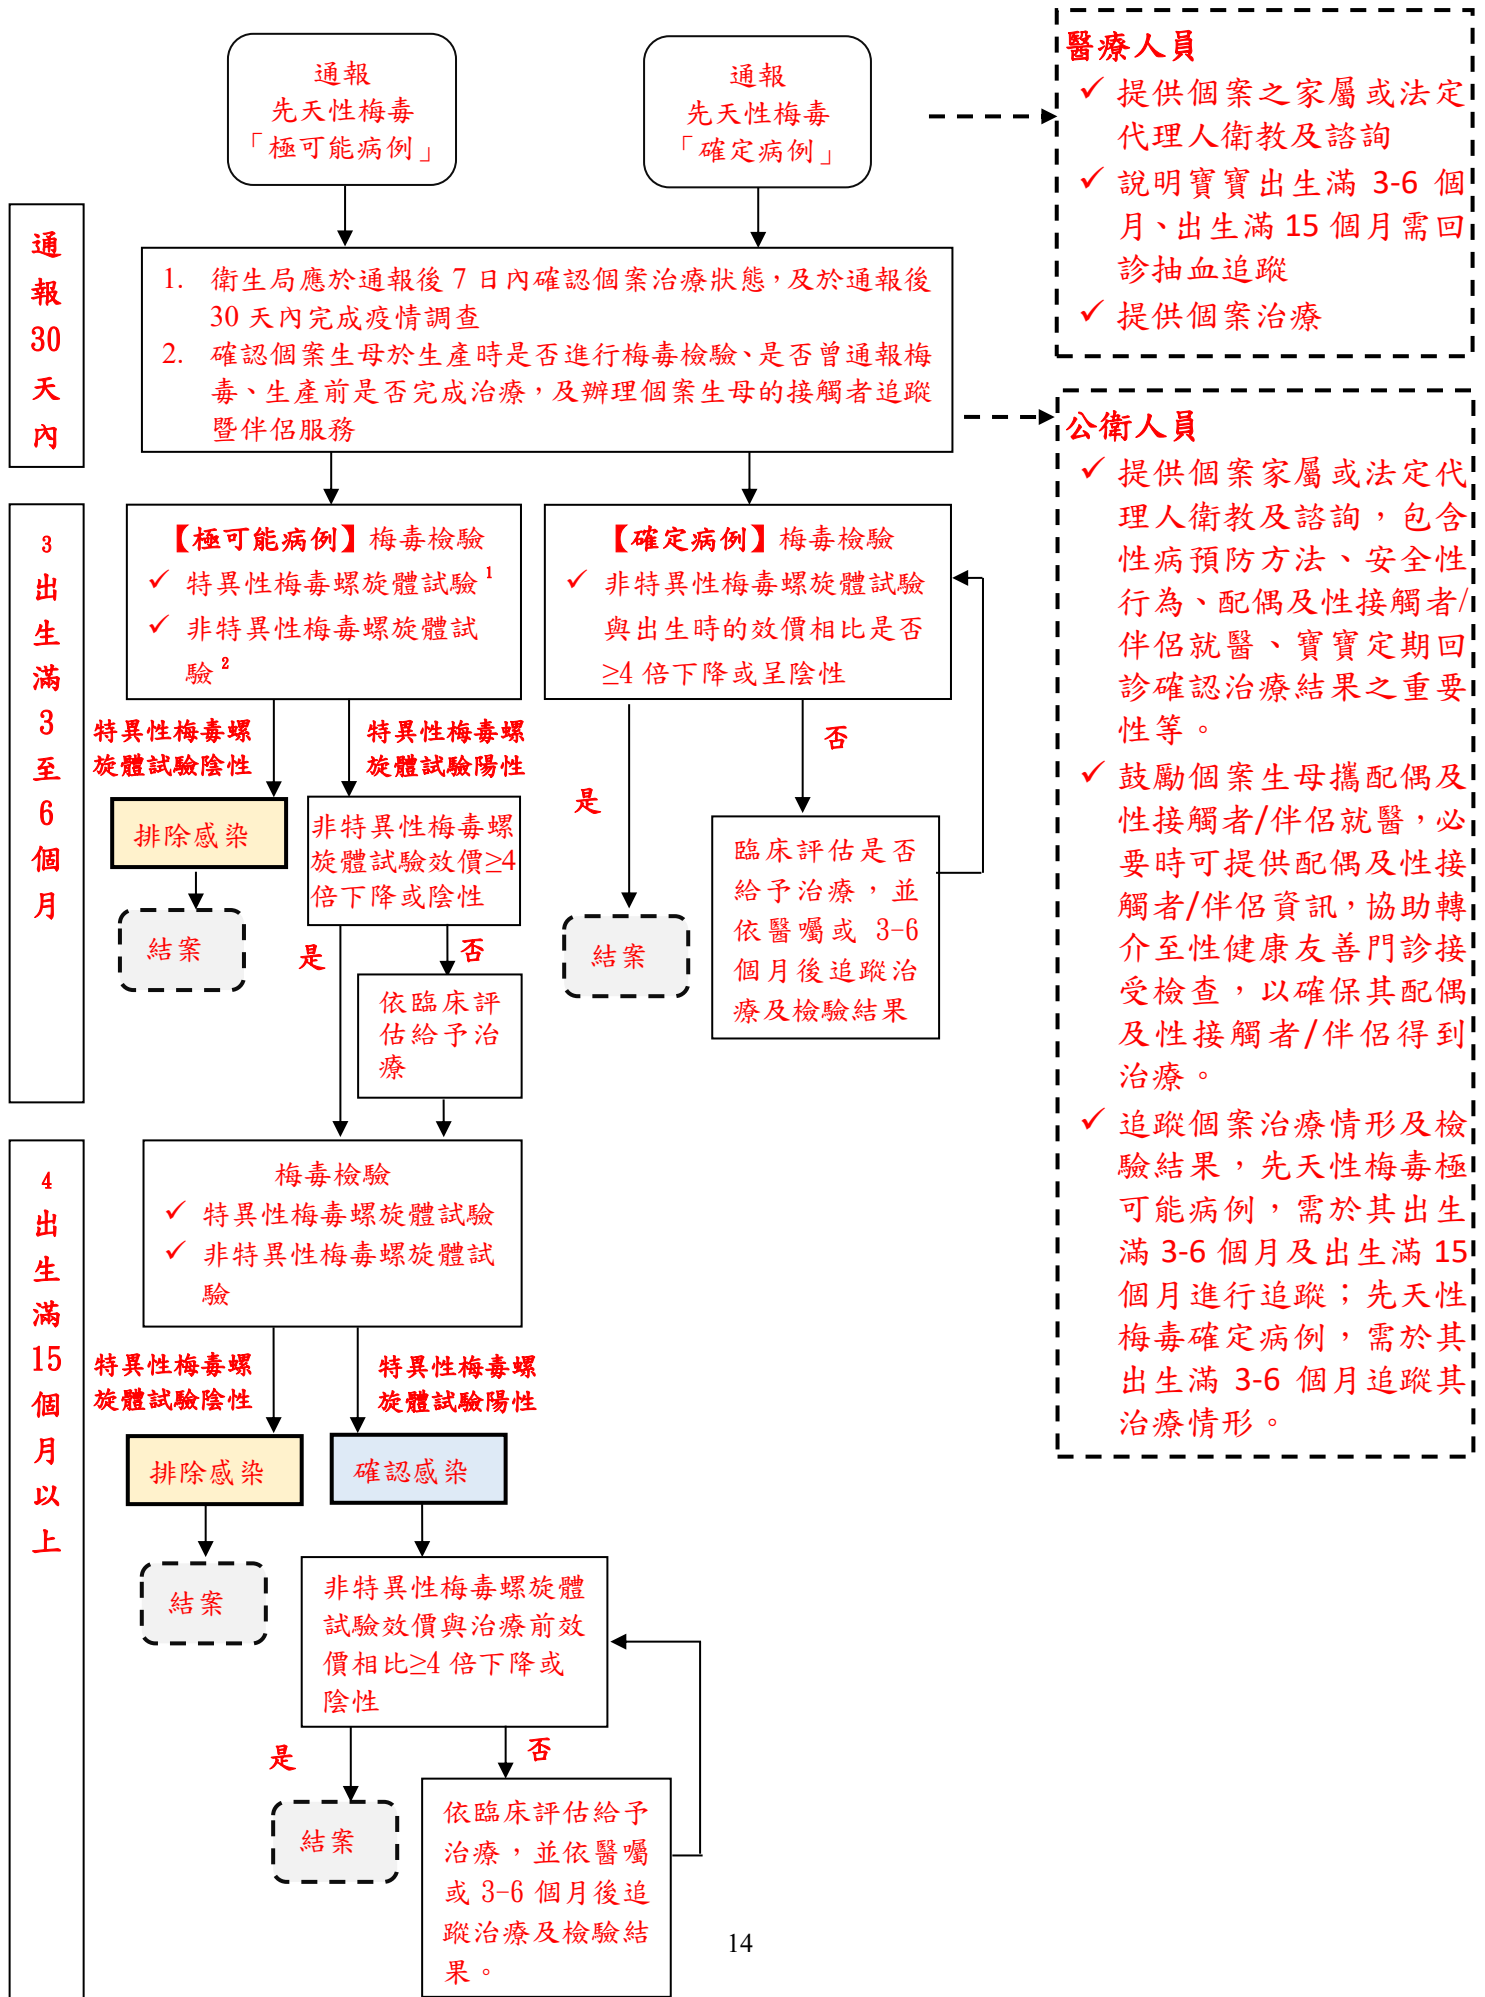 通報
先天性梅毒
「極可能病例」
通報
先天性梅毒
「確定病例」
醫療人員
✓ 提供個案之家屬或法定
代理人衛教及諮詢
✓ 說明寶寶出生滿 3-6 個
月、出生滿 15 個月需回
診抽血追蹤
✓ 提供個案治療
通
報
30
天
內
1. 衛生局應於通報後 7 日內確認個案治療狀態,及於通報後
30 天內完成疫情調查
2. 確認個案生母於生產時是否進行梅毒檢驗、是否曾通報梅
毒、生產前是否完成治療,及辦理個案生母的接觸者追蹤
暨伴侶服務
公衛人員
✓ 提供個案家屬或法定代
理人衛教及諮詢,包含
性病預防方法、安全性
行為、配偶及性接觸者/
伴侶就醫、寶寶定期回
診確認治療結果之重要
性等。
✓ 鼓勵個案生母攜配偶及
性接觸者/伴侶就醫,必
要時可提供配偶及性接
觸者/伴侶資訊,協助轉
介至性健康友善門診接
受檢查,以確保其配偶
及性接觸者/伴侶得到
治療。
✓ 追蹤個案治療情形及檢
驗結果,先天性梅毒極
可能病例,需於其出生
滿 3-6 個月及出生滿 15
個月進行追蹤;先天性
梅毒確定病例,需於其
出生滿 3-6 個月追蹤其
治療情形。
3
出
生
滿
3
至
6
個
月
【極可能病例】梅毒檢驗
✓ 特異性梅毒螺旋體試驗1
✓ 非特異性梅毒螺旋體試
驗2
【確定病例】梅毒檢驗
✓ 非特異性梅毒螺旋體試驗
與出生時的效價相比是否
≥4 倍下降或呈陰性
特異性梅毒螺
旋體試驗陰性
特異性梅毒螺
旋體試驗陽性
是
否
排除感染
結案
非特異性梅毒螺
旋體試驗效價≥4
倍下降或陰性
是
否
依臨床評
估給予治
療
結案
臨床評估是否
給予治療,並
依醫囑或 3-6
個月後追蹤治
療及檢驗結果
4
出
生
滿
15
個
月
以
上
梅毒檢驗
✓ 特異性梅毒螺旋體試驗
✓ 非特異性梅毒螺旋體試
驗
特異性梅毒螺
旋體試驗陰性
特異性梅毒螺
旋體試驗陽性
排除感染
確認感染
結案
非特異性梅毒螺旋體
試驗效價與治療前效
價相比≥4 倍下降或
陰性
是
否
結案
依臨床評估給予
治療,並依醫囑
或 3-6 個月後追
蹤治療及檢驗結
果。
14